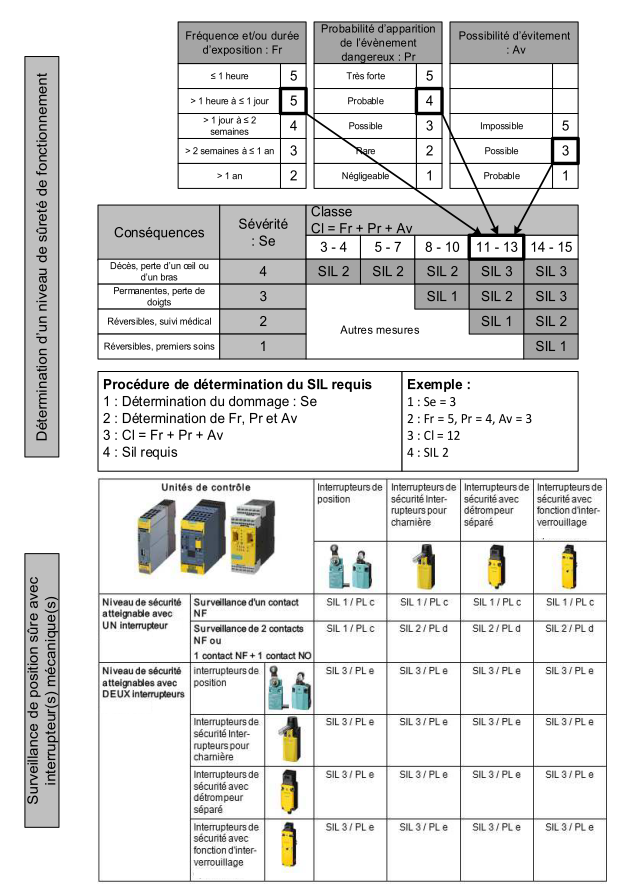 Détermination d'un niveau de sûreté de fonctionnement
Fréquence et/ou durée
d'exposition : Fr
≤ 1 heure 5
> 1 heure à ≤ 1 jour 5
> 1 jour à ≤ 2
semaines 4
> 2 semaines à ≤ 1 an 3
> 1 an 2
Probabilité d'apparition
de l'évènement
dangereux : Pr
Très forte 5
Probable 4
Possible 3
Rare 2
Négligeable 1
Possibilité d'évitement
: Av
Impossible 5
Possible 3
Probable 1
Conséquences
Sévérité
: Se
Classe
Cl = Fr + Pr + Av
3 - 4 5 - 7 8 - 10 11 - 13 14 - 15
Décès, perte d'un œil ou
d'un bras 4 SIL 2 SIL 2 SIL 2 SIL 3 SIL 3
Permanentes, perte de
doigts 3 SIL 1 SIL 2 SIL 3
Réversibles, suivi médical 2 SIL 1 SIL 2
Autres mesures
Réversibles, premiers soins 1 SIL 1
Procédure de détermination du SIL requis
1 : Détermination du dommage : Se
2 : Détermination de Fr, Pr et Av
3 : Cl = Fr + Pr + Av
4 : Sil requis
Exemple :
1 : Se = 3
2 : Fr = 5, Pr = 4, Av = 3
3 : Cl = 12
4 : SIL 2
Surveillance de position sûre avec
interrupteur(s) mécanique(s)
Unités de contrôle
Interrupteurs de
position
Interrupteurs de
sécurité Inter-
rupteurs pour
charnière
Interrupteurs de
sécurité avec
détrompeur
séparé
Interrupteurs de
sécurité avec
fonction d'inter-
verrouillage
Niveau de sécurité
atteignable avec
UN interrupteur
Surveillance d'un contact
NF
SIL 1 / PL c SIL 1 / PL c SIL 1 / PL c SIL 1 / PL c
Surveillance de 2 contacts
NF ou
1 contact NF + 1 contact NO
SIL 1 / PL c SIL 2 / PL d SIL 2 / PL d SIL 2 / PL d
Niveau de sécurité
atteignables avec
DEUX interrupteurs
interrupteurs de
position
SIL 3 / PL e SIL 3 / PL e SIL 3 / PL e SIL 3 / PL e
Interrupteurs de
sécurité Inter-
rupteurs pour
charnière
SIL 3 / PL e SIL 3 / PL e SIL 3 / PL e SIL 3 / PL e
Interrupteurs de
sécurité avec
détrompeur
séparé
SIL 3 / PL e SIL 3 / PL e SIL 3 / PL e SIL 3 / PL e
Interrupteurs de
sécurité avec
fonction d'inter-
verrouillage
SIL 3 / PL e SIL 3 / PL e SIL 3 / PL e SIL 3 / PL e